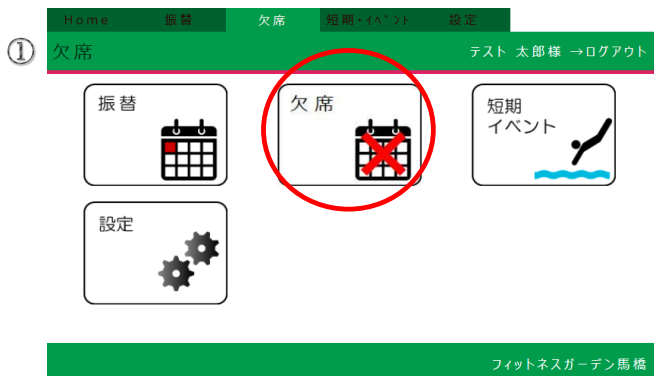 Home 振替 欠席 短期・イベント 設定
① 欠席 テスト 太郎様 →ログアウト
振替 欠席 短期
イベント
設定
フィットネスガーデン馬橋